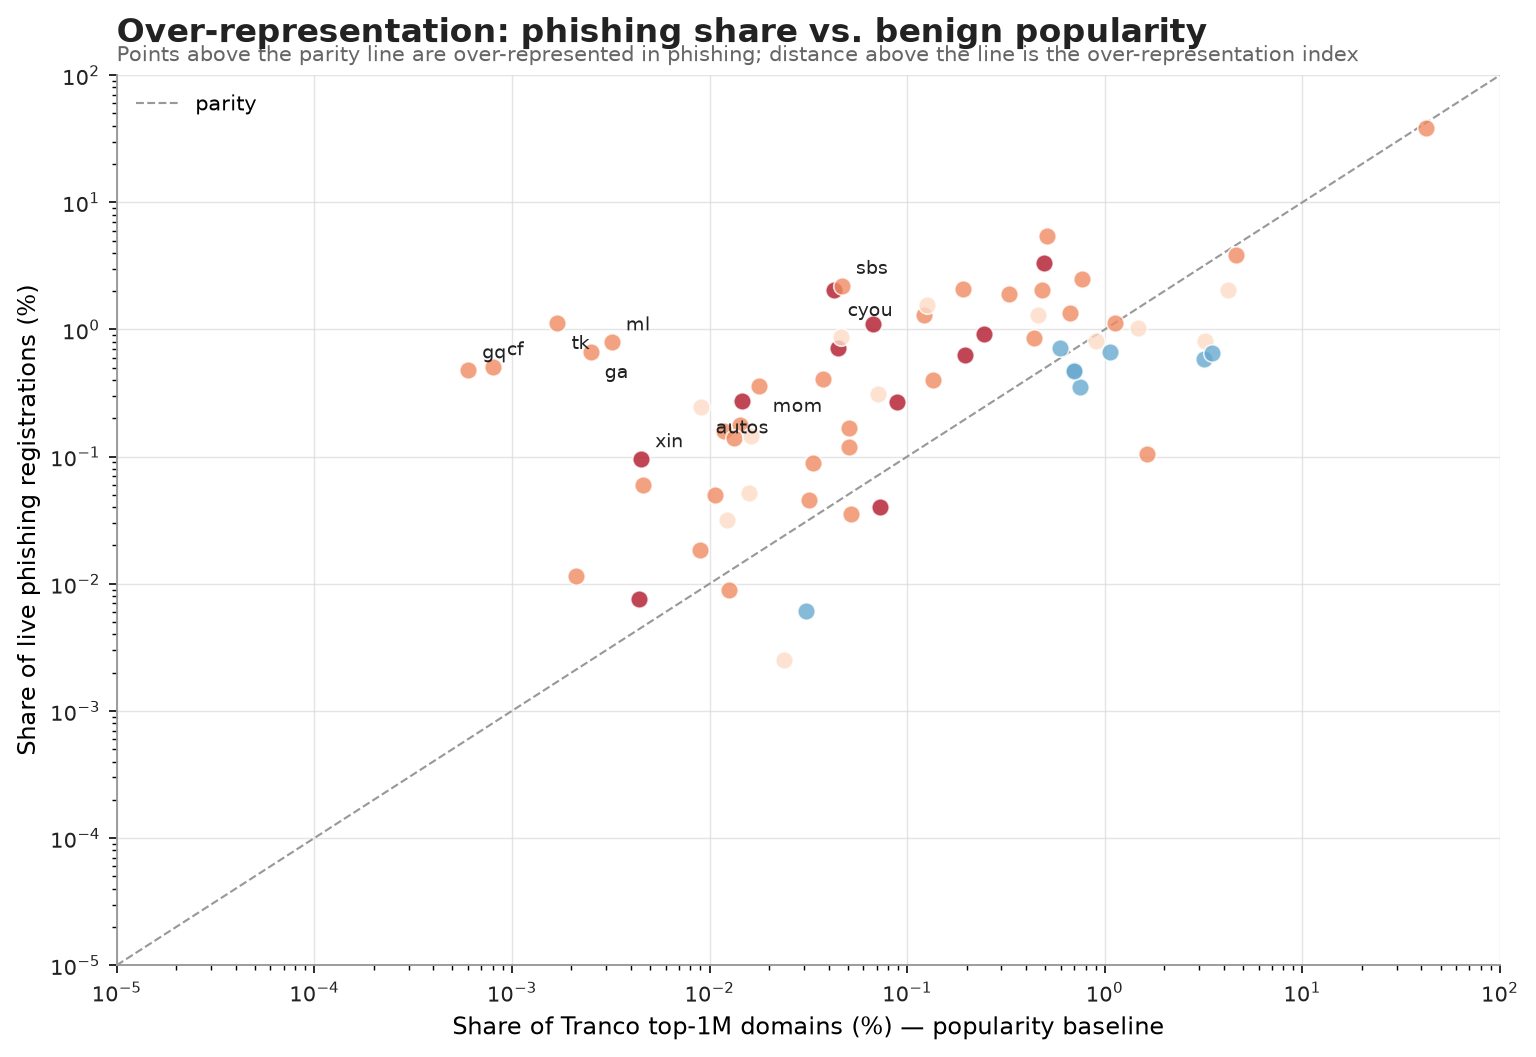 Over-representation: phishing share vs. benign popularity
Points above the parity line are over-represented in phishing; distance above the line is the over-representation index
parity
Share of live phishing registrations (%)
10²
10¹
10⁰
10⁻¹
10⁻²
10⁻³
10⁻⁴
10⁻⁵
sbs
cyou
ml
tk
gq
cf
ga
mom
autos
xin
10⁻⁵ 10⁻⁴ 10⁻³ 10⁻² 10⁻¹ 10⁰ 10¹ 10²
Share of Tranco top-1M domains (%) — popularity baseline